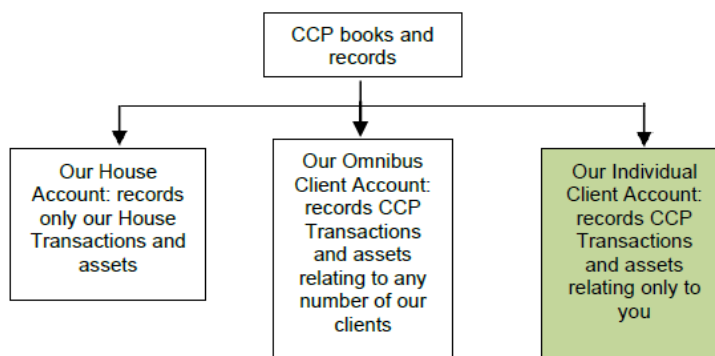 CCP books and
records
Our House
Account: records
only our House
Transactions and
assets
Our Omnibus
Client Account:
records CCP
Transactions
and assets
relating to any
number of our
clients
Our Individual
Client Account:
records CCP
Transactions
and assets
relating only to
you